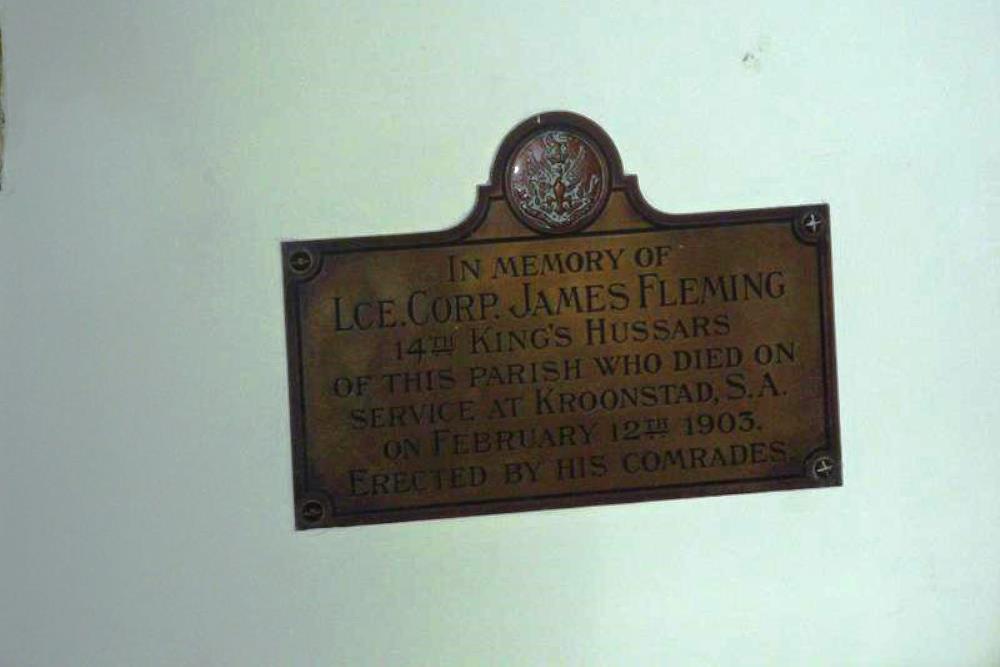 IN MEMORY OF
LCE. CORP. JAMES FLEMING
14TH KING'S HUSSARS
OF THIS PARISH WHO DIED ON
SERVICE AT KROONSTAD, S.A.
ON FEBRUARY 12TH 1903.
ERECTED BY HIS COMRADES.